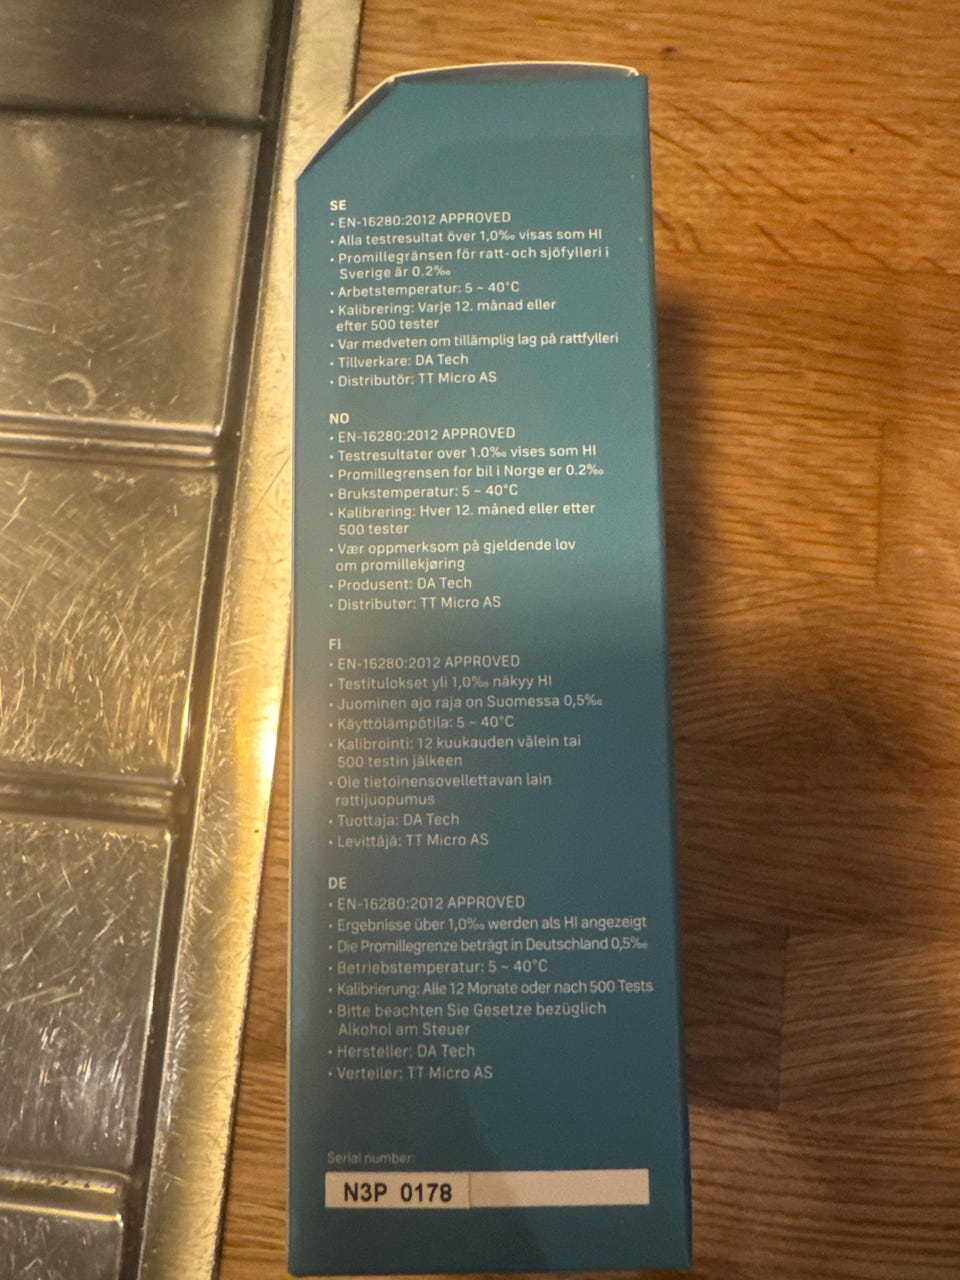 SE
• EN-16280:2012 APPROVED
• Alla testresultat över 1,0‰ visas som HI
• Promillegränsen för ratt-och sjöfylleri i
Sverige är 0.2‰
• Arbetstemperatur: 5 ~ 40°C
• Kalibrering: Varje 12. månad eller
efter 500 tester
• Var medveten om tillämplig lag på rattfylleri
• Tillverkare: DA Tech
• Distributör: TT Micro AS
NO
• EN-16280:2012 APPROVED
• Testresultater over 1.0‰ vises som HI
• Promillegrensen for bil i Norge er 0.2‰
• Brukstemperatur: 5 ~ 40°C
• Kalibrering: Hver 12. måned eller etter
500 tester
• Vær oppmerksom på gjeldende lov
om promillekjøring
• Produsent: DA Tech
• Distributør: TT Micro AS
FI
• EN-16280:2012 APPROVED
• Testitulokset yli 1,0‰ näkyy HI
• Juominen ajo raja on Suomessa 0,5‰
• Käyttölämpötila: 5 ~ 40°C
• Kalibrointi: 12 kuukauden välein tai
500 testin jälkeen
• Ole tietoinensovellettavan lain
rattijuopumus
• Tuottaja: DA Tech
• Levittäjä: TT Micro AS
DE
• EN-16280:2012 APPROVED
• Ergebnisse über 1,0‰ werden als HI angezeigt
• Die Promillegrenze beträgt in Deutschland 0,5‰
• Betriebstemperatur: 5 ~ 40°C
• Kalibrierung: Alle 12 Monate oder nach 500 Tests
• Bitte beachten Sie Gesetze bezüglich
Alkohol am Steuer
• Hersteller: DA Tech
• Verteller: TT Micro AS
Serial number:
N3P 0178